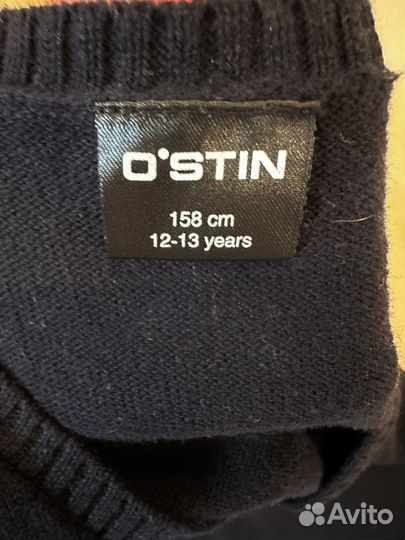 O'STIN
158 cm
12-13 years
Avito